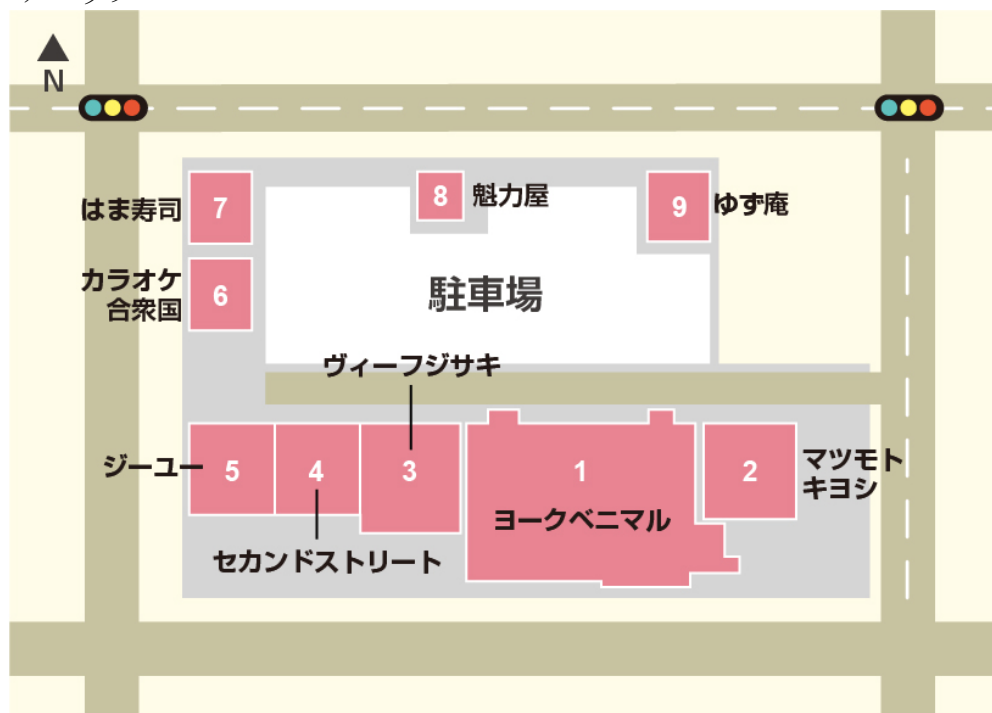 N
はま寿司
7
8
魁力屋
9
ゆず庵
カラオケ
合衆国
6
駐車場
ヴィーフジサキ
ジーユー
5
4
3
1
2
マツモト
キヨシ
ヨークベニマル
セカンドストリート